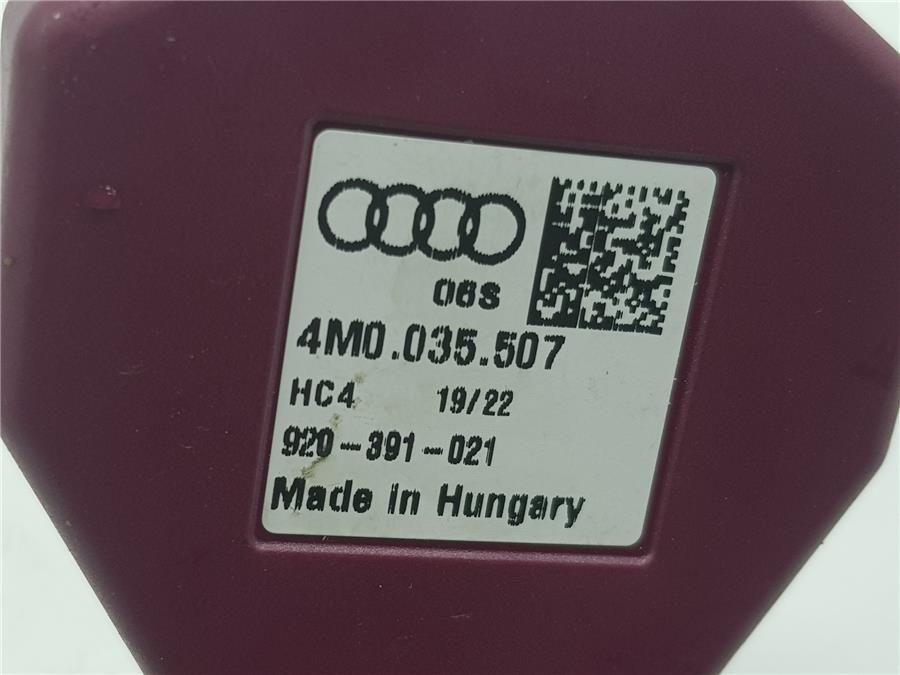 06S
4M0.035.507
HC4 19/22
920-391-021
Made in Hungary